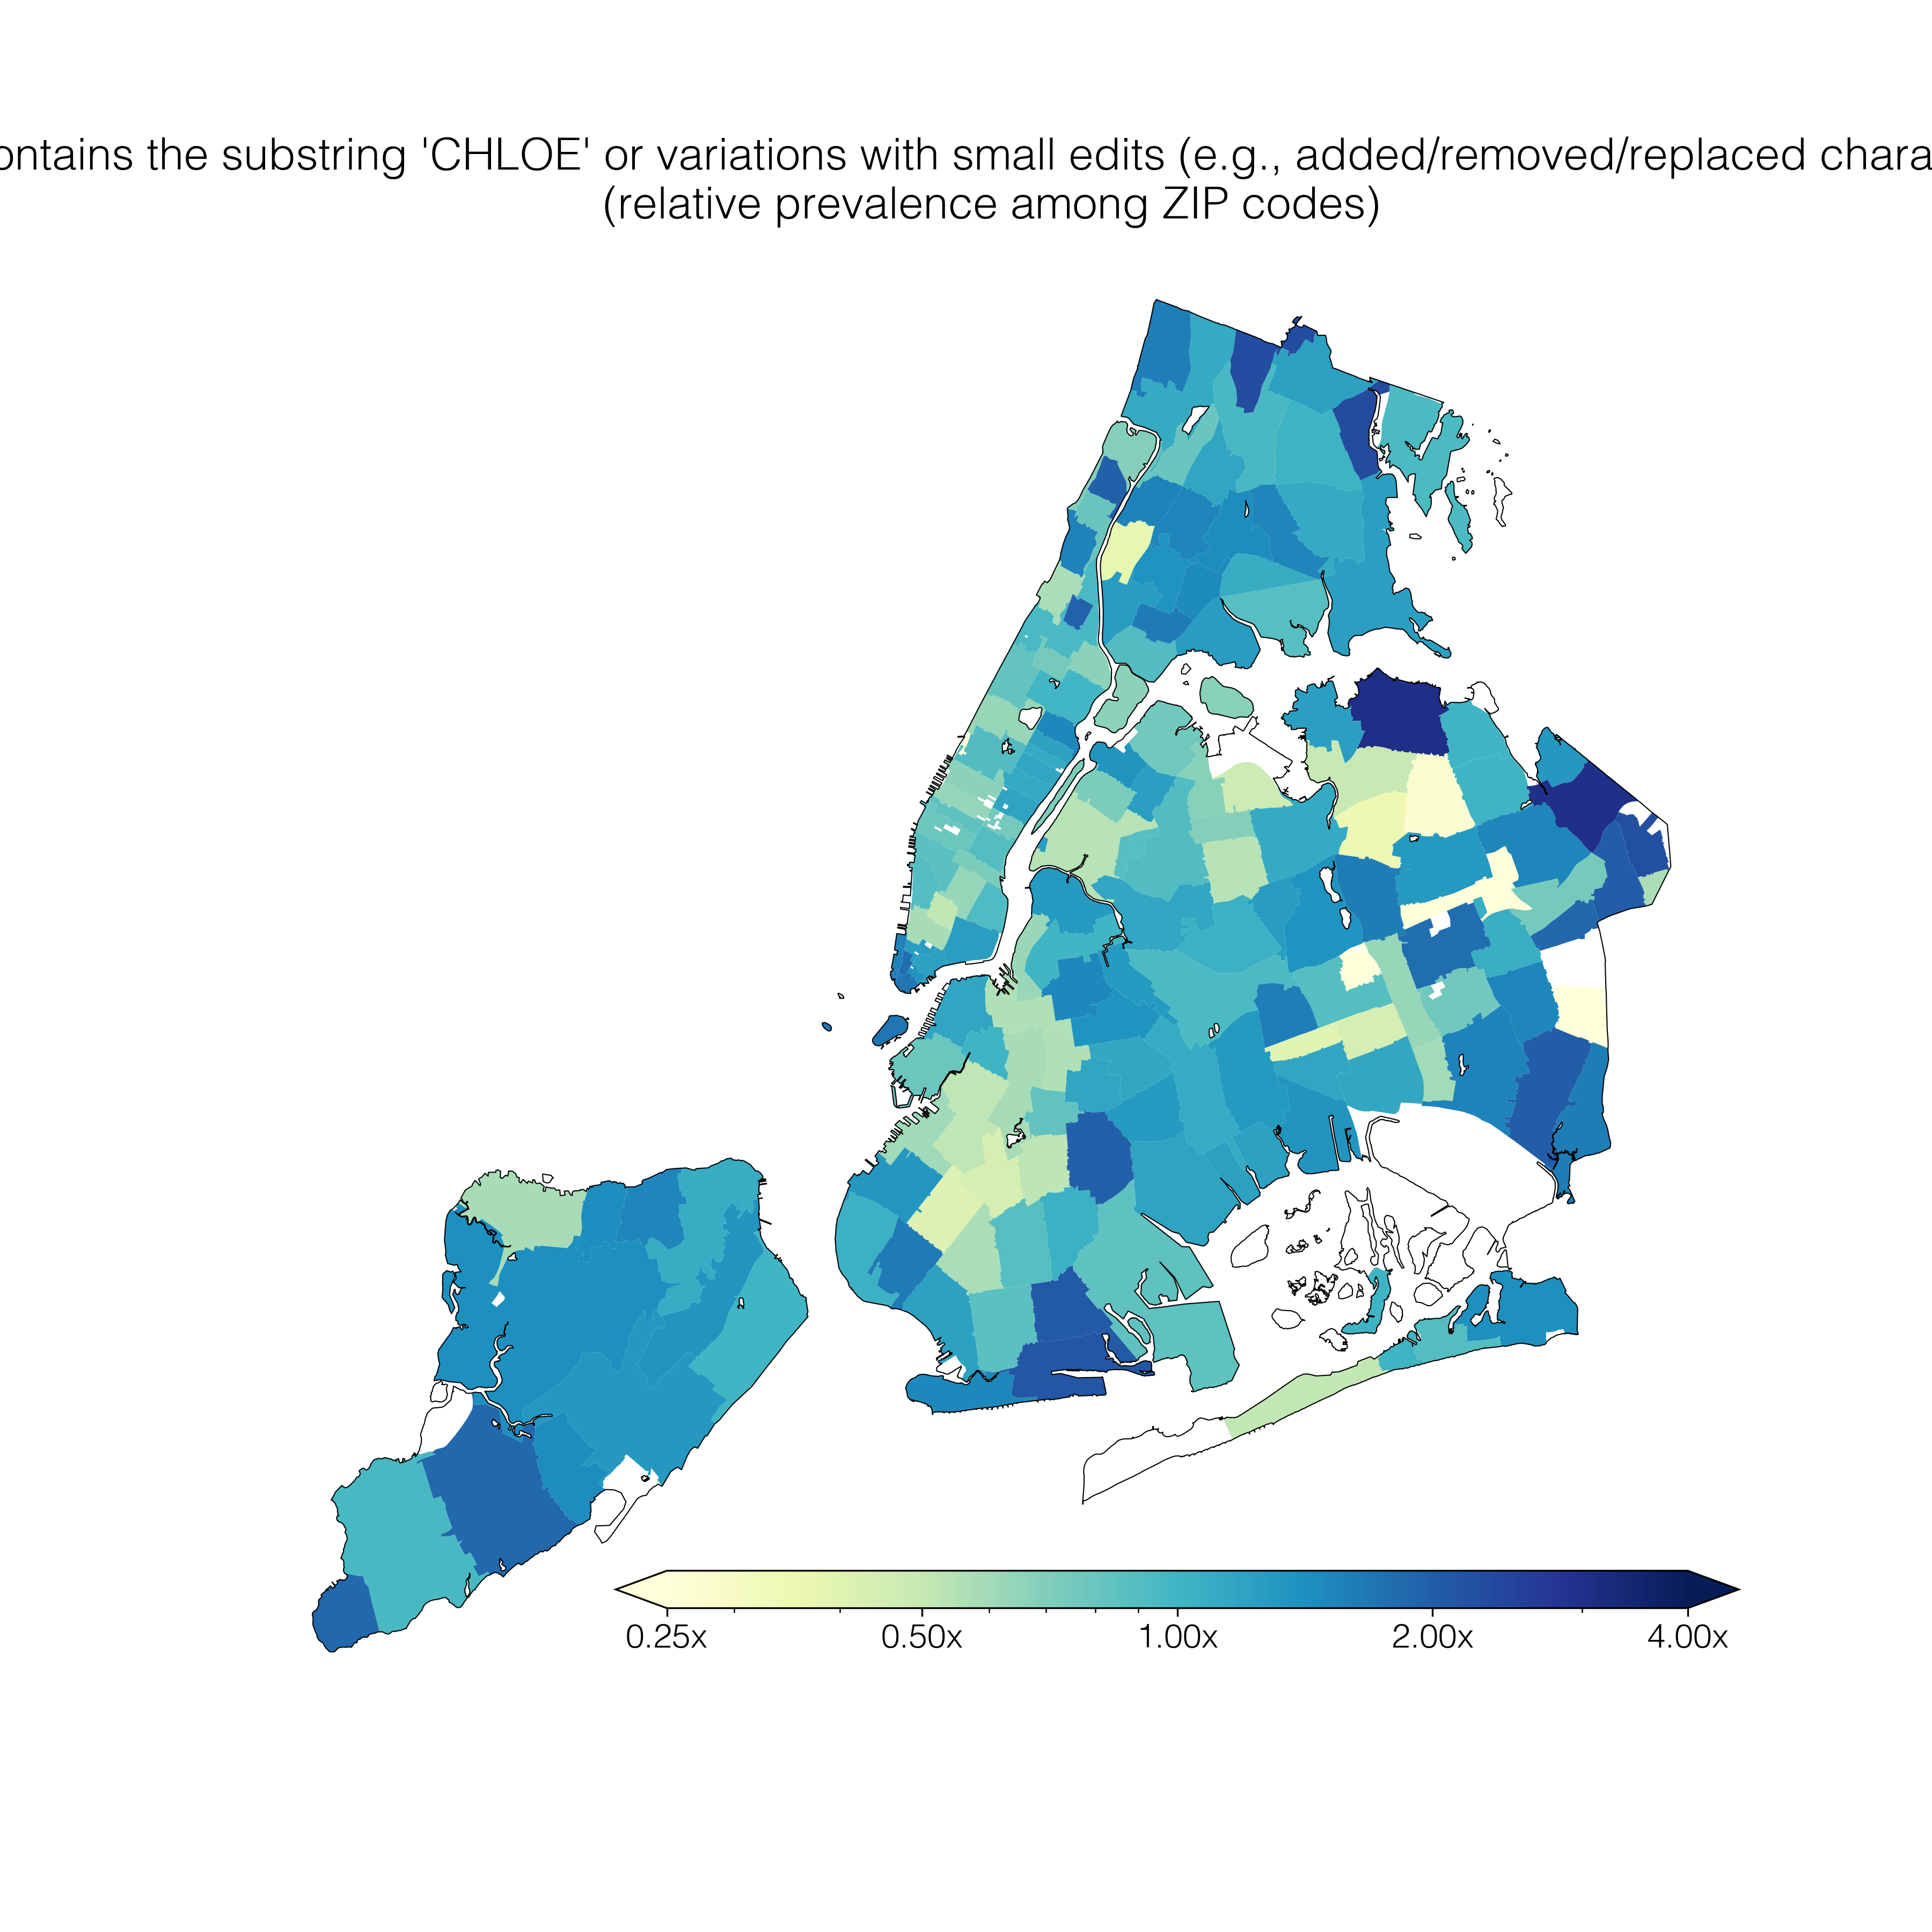 ontains the substring 'CHLOE' or variations with small edits (e.g., added/removed/replaced chara
(relative prevalence among ZIP codes)
0.25x 0.50x 1.00x 2.00x 4.00x